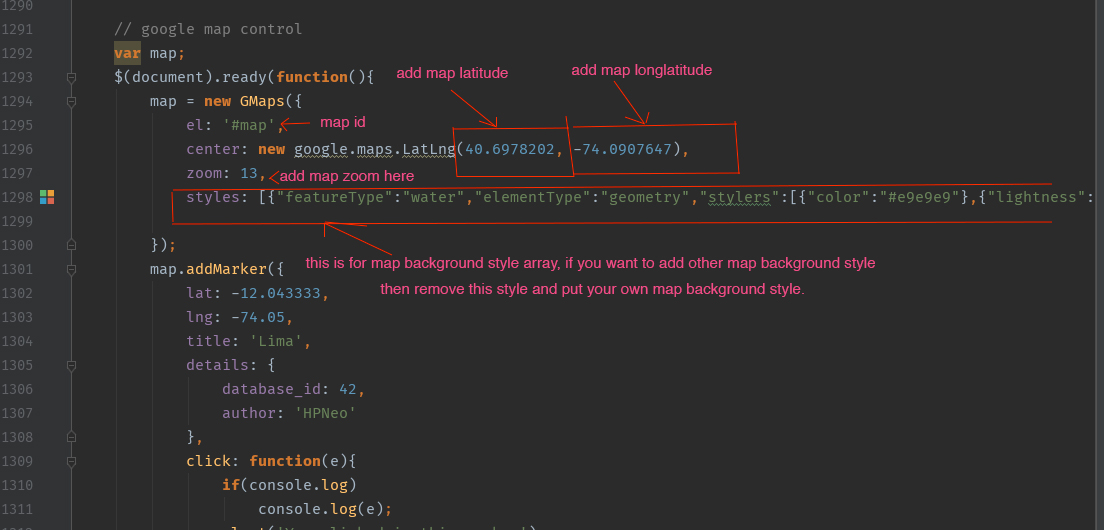 1290
1291 // google map control
1292 var map;
1293 $(document).ready(function(){
add map latitude
add map longlatitude
1294 map = new GMaps({
1295 el: '#map',
map id
1296 center: new google.maps.LatLng(40.6978202, -74.0907647),
1297 zoom: 13,
add map zoom here
1298 styles: [{"featureType":"water","elementType":"geometry","stylers":[{"color":"#e9e9e9"},{"lightness":
1299
1300 });
1301 map.addMarker({
this is for map background style array, if you want to add other map background style
then remove this style and put your own map background style.
1302 lat: -12.043333,
1303 lng: -74.05,
1304 title: 'Lima',
1305 details: {
1306 database_id: 42,
1307 author: 'HPNeo'
1308 },
1309 click: function(e){
1310 if(console.log)
1311 console.log(e);